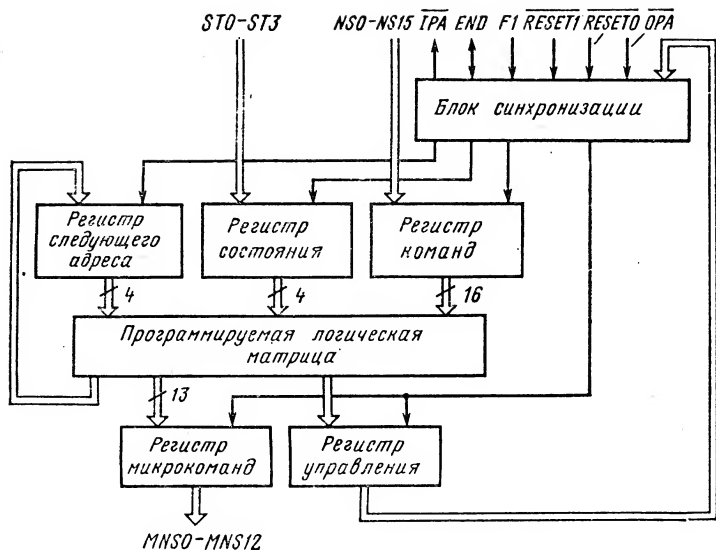 ST0-ST3 NS0-NS15 IPA END F1 RESET1 RESET0 OPA
Блок синхронизации
Регистр
следующего
адреса
Регистр
состояния
Регистр
команд
4
4
16
Программируемая логическая
матрица
13
Регистр
микрокоманд
Регистр
управления
MNS0-MNS12